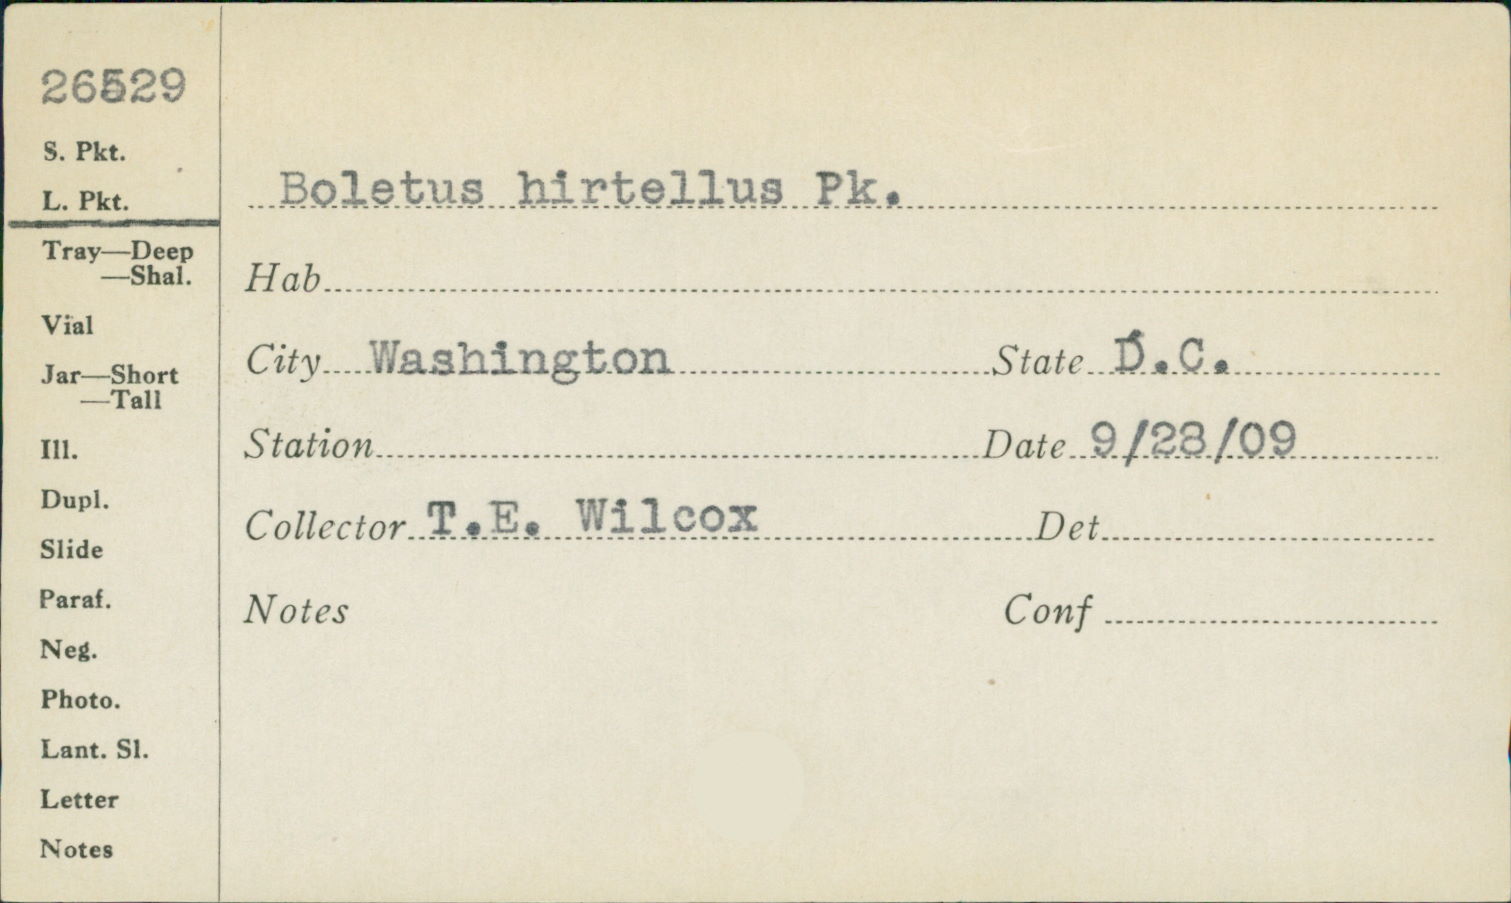 26529
S. Pkt.
L. Pkt.
Tray—Deep
—Shal.
Vial
Jar—Short
—Tall
Ill.
Dupl.
Slide
Paraf.
Neg.
Photo.
Lant. Sl.
Letter
Notes
Boletus hirtellus Pk.
Hab
City Washington State D.C.
Station Date 9/28/09
Collector T.E. Wilcox Det
Notes Conf